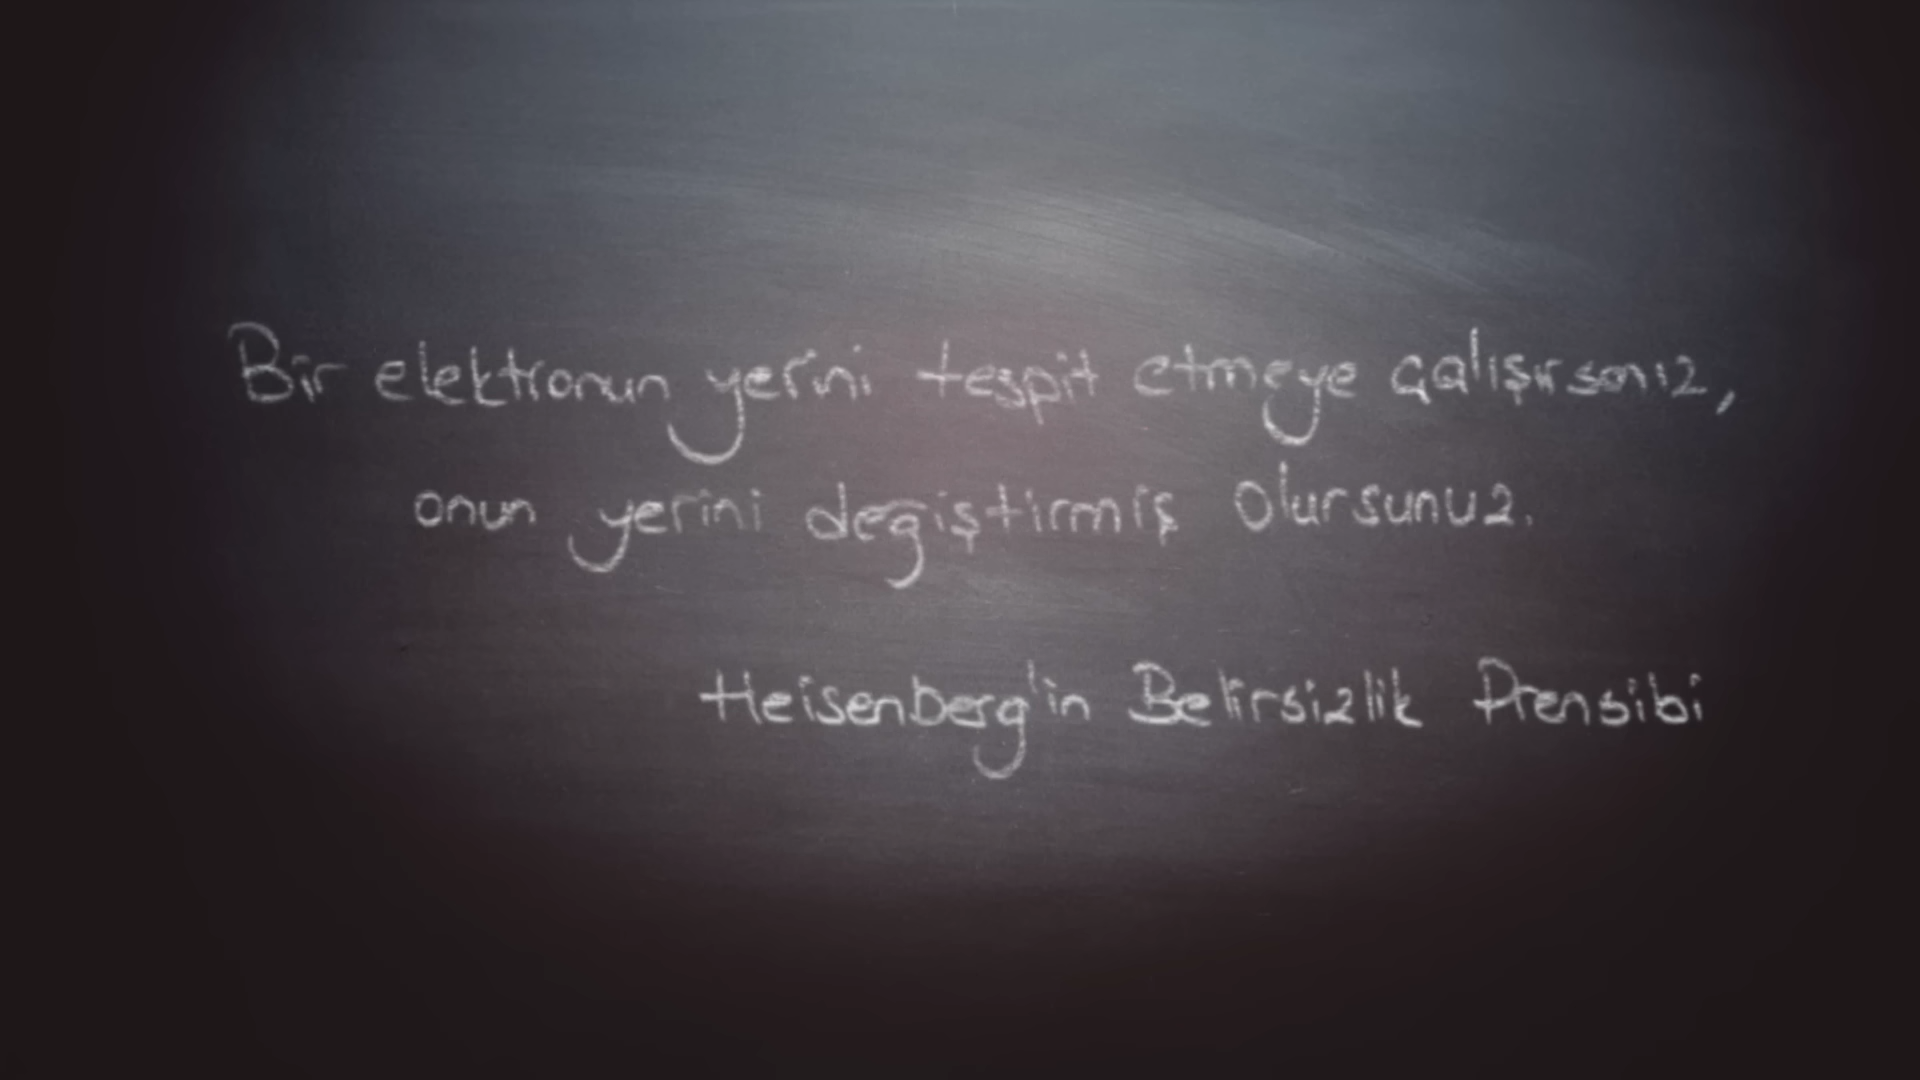 Bir elektronun yerini tespit etmeye çalışırsanız,
onun yerini değiştirmiş olursunuz.
Heisenberg'in Belirsizlik Prensibi